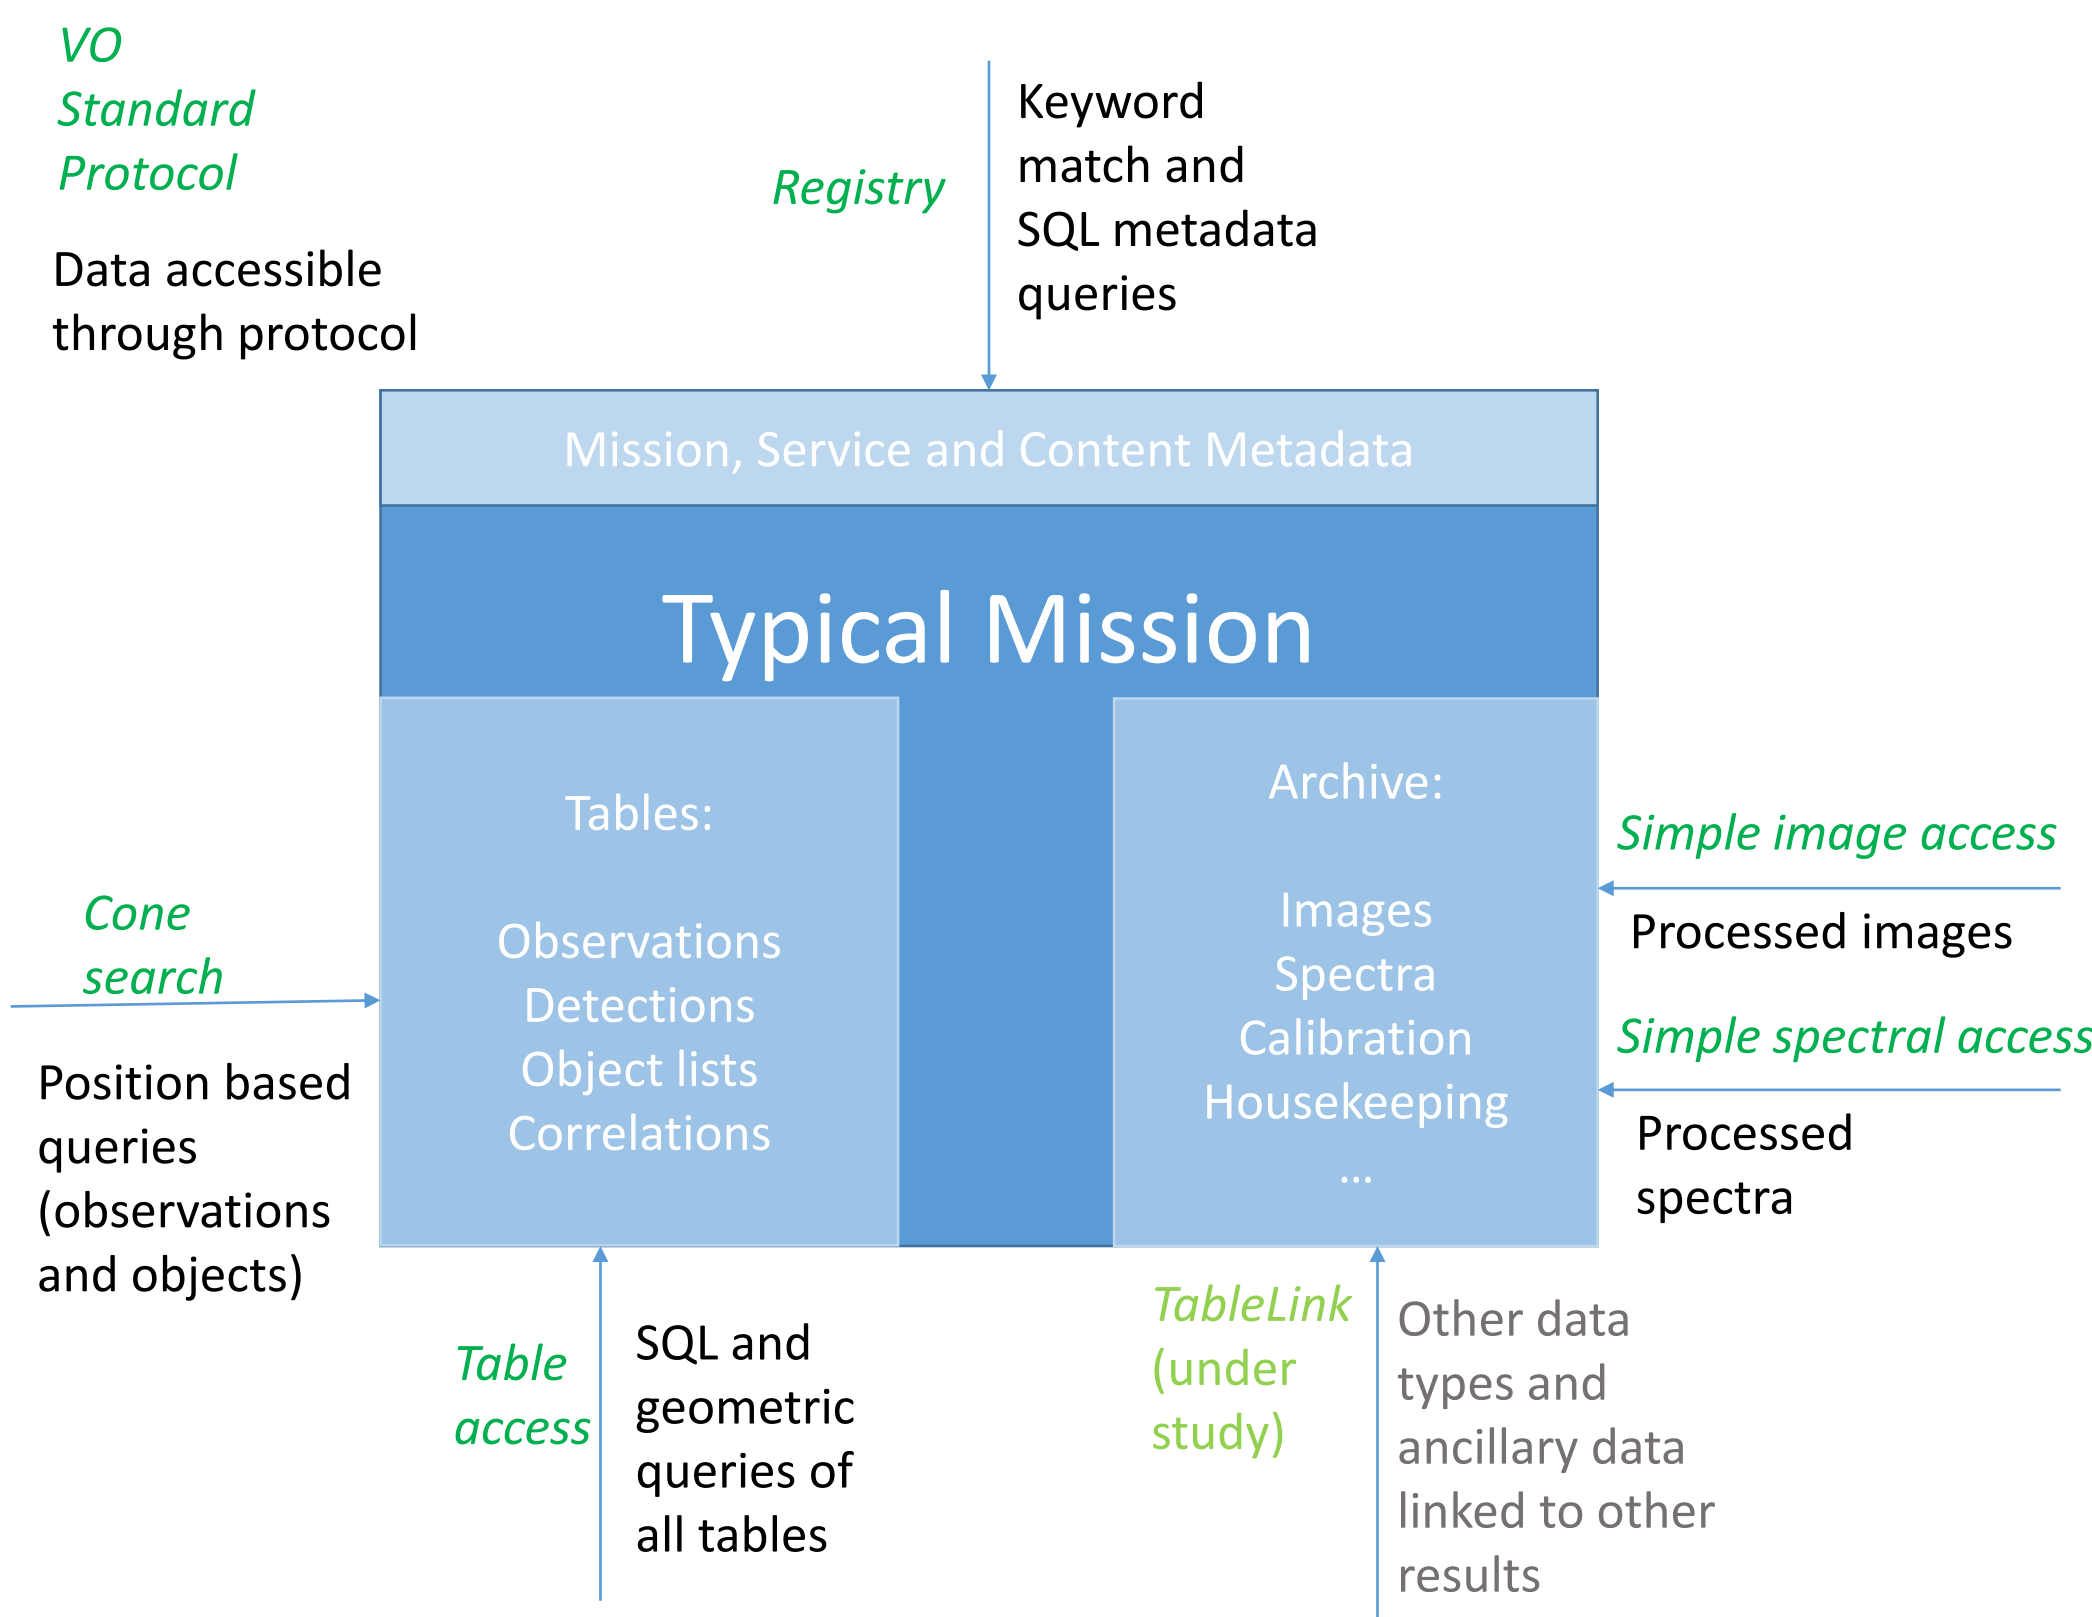 VO
Standard
Protocol
Data accessible
through protocol
Registry
Keyword
match and
SQL metadata
queries
Mission, Service and Content Metadata
Typical Mission
Tables:
Observations
Detections
Object lists
Correlations
Archive:
Images
Spectra
Calibration
Housekeeping
...
Cone
search
Position based
queries
(observations
and objects)
Simple image access
Processed images
Simple spectral access
Processed
spectra
Table
access
SQL and
geometric
queries of
all tables
TableLink
(under
study)
Other data
types and
ancillary data
linked to other
results